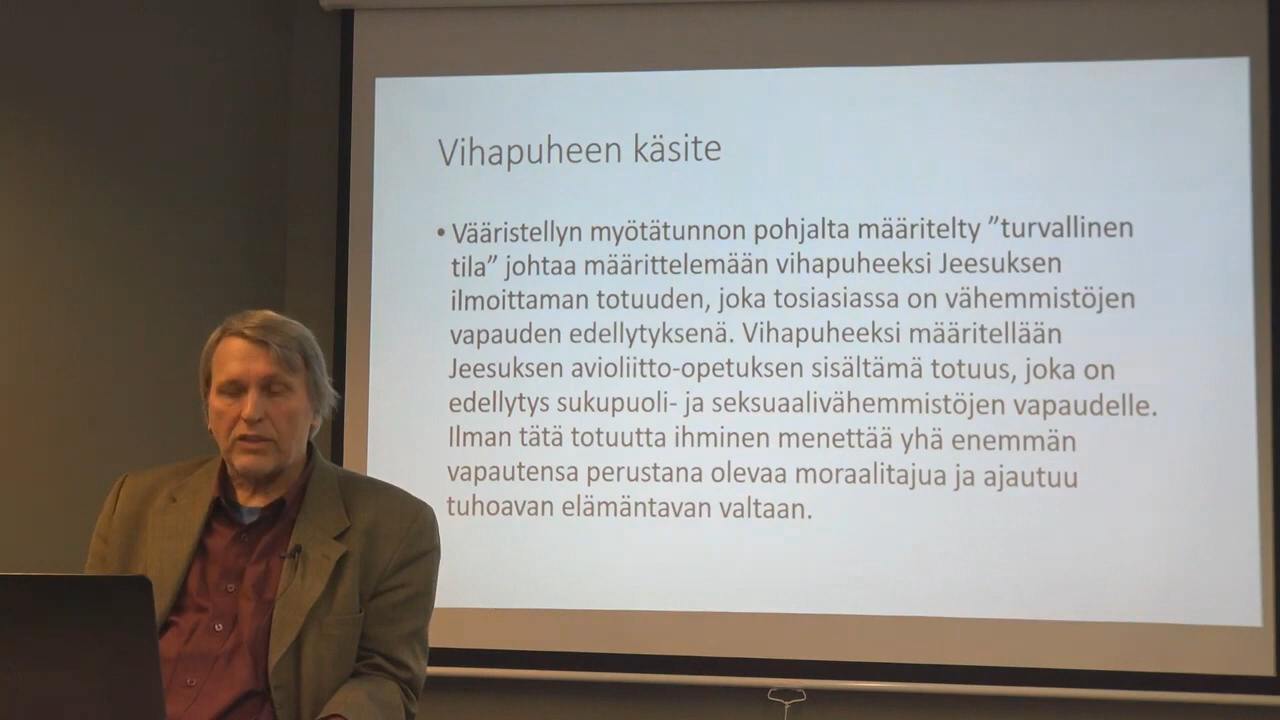 Vihapuheen käsite
• Vääristellyn myötätunnon pohjalta määritelty ”turvallinen
tila” johtaa määrittelemään vihapuheeksi Jeesuksen
ilmoittaman totuuden, joka tosiasiassa on vähemmistöjen
vapauden edellytyksenä. Vihapuheeksi määritellään
Jeesuksen avioliitto-opetuksen sisältämä totuus, joka on
edellytys sukupuoli- ja seksuaalivähemmistöjen vapaudelle.
Ilman tätä totuutta ihminen menettää yhä enemmän
vapautensa perustana olevaa moraalitajua ja ajautuu
tuhoavan elämäntavan valtaan.